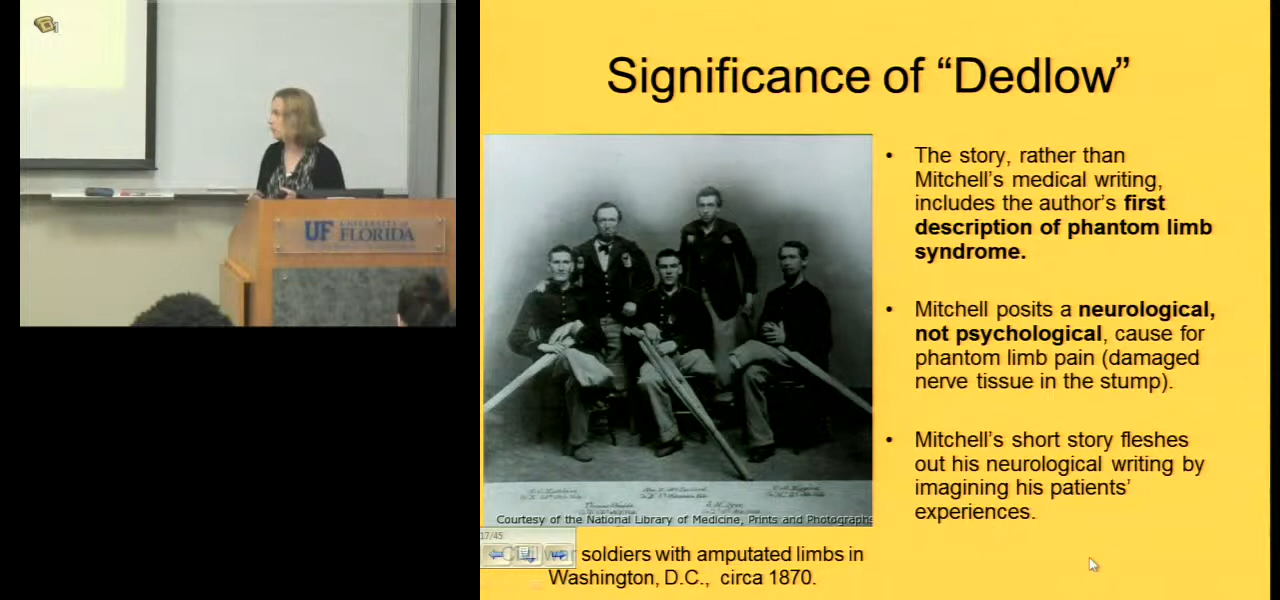 UF UNIVERSITY of
FLORIDA
Significance of “Dedlow”
• The story, rather than
Mitchell’s medical writing,
includes the author’s first
description of phantom limb
syndrome.
• Mitchell posits a neurological,
not psychological, cause for
phantom limb pain (damaged
nerve tissue in the stump).
• Mitchell’s short story fleshes
out his neurological writing by
imagining his patients’
experiences.
Courtesy of the National Library of Medicine, Prints and Photographs
17/45
Civil war soldiers with amputated limbs in
Washington, D.C., circa 1870.